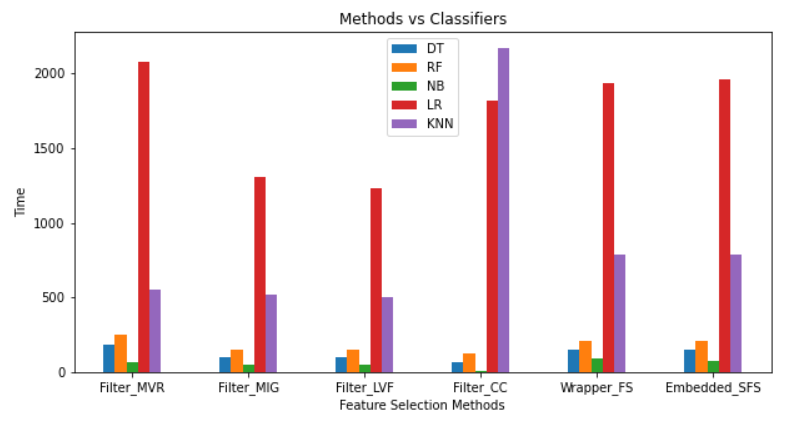 Methods vs Classifiers
DT
RF
NB
LR
KNN
2000
1500
1000
500
0
Time
Filter_MVR
Filter_MIG
Filter_LVF
Filter_CC
Wrapper_FS
Embedded_SFS
Feature Selection Methods